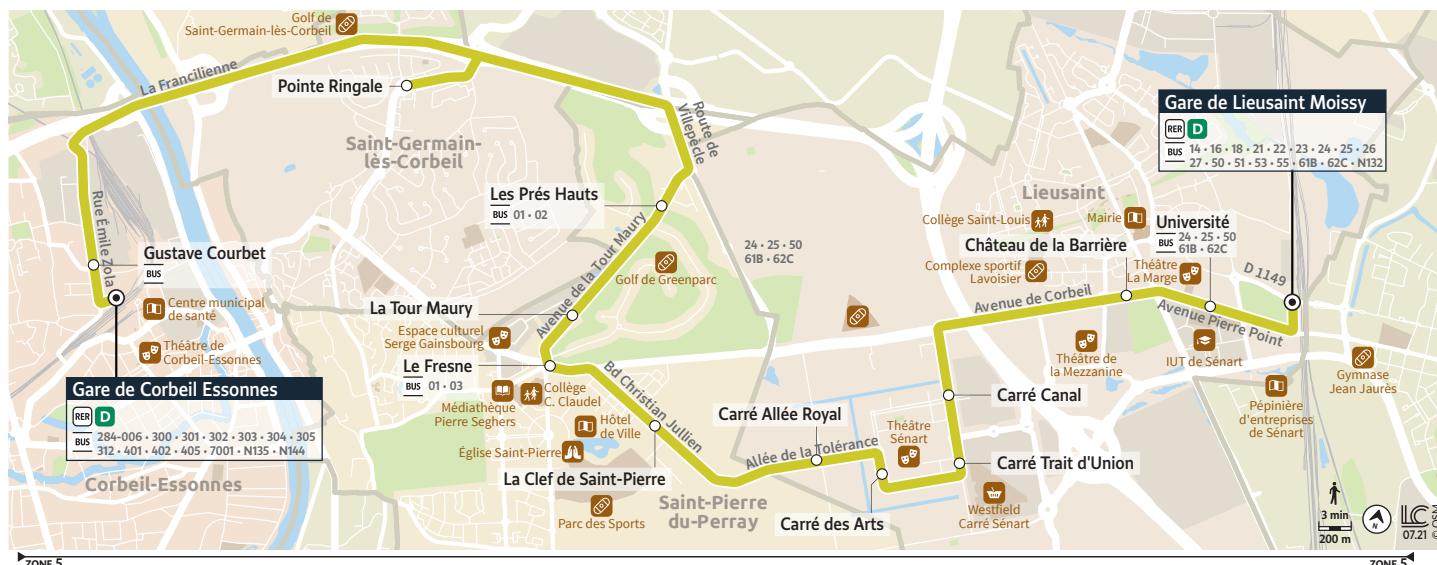 Golf de
Saint-Germain-lès-Corbeil
La Francilienne
Pointe Ringale
Saint-Germain-
lès-Corbeil
Route de
Villepècle
Gare de Lieusaint Moissy
RER D
BUS 14 • 16 • 18 • 21 • 22 • 23 • 24 • 25 • 26
27 • 50 • 51 • 53 • 55 • 61B • 62C • N132
Les Prés Hauts
BUS 01 • 02
Lieusaint
Collège Saint-Louis
Mairie
Université
BUS 24 • 25 • 50
61B • 62C
Rue Émile Zola
Gustave Courbet
BUS
24 • 25 • 50
61B • 62C
Château de la Barrière
Complexe sportif
Lavoisier
Théâtre
La Marge
D 1149
Golf de Greenparc
Avenue de la Tour Maury
Centre municipal
de santé
La Tour Maury
Avenue de Corbeil
Avenue Pierre Point
Espace culturel
Serge Gainsbourg
Théâtre de
Corbeil-Essonnes
Le Fresne
BUS 01 • 03
Bd Christian Jullien
Théâtre de
la Mezzanine
IUT de Sénart
Gymnase
Jean Jaurès
Gare de Corbeil Essonnes
RER D
BUS 284-006 • 300 • 301 • 302 • 303 • 304 • 305
312 • 401 • 402 • 405 • 7001 • N135 • N144
Médiathèque
Pierre Seghers
Collège
C. Claudel
Carré Canal
Pépinière
d'entreprises
de Sénart
Hôtel
de Ville
Carré Allée Royal
Théâtre
Sénart
Église Saint-Pierre
Allée de la Tolérance
Carré Trait d'Union
La Clef de Saint-Pierre
Corbeil-Essonnes
Saint-Pierre
du-Perray
Parc des Sports
Carré des Arts
Westfield
Carré Sénart
3 min
200 m
N
LC
07.21
© OSM
ZONE 5
ZONE 5